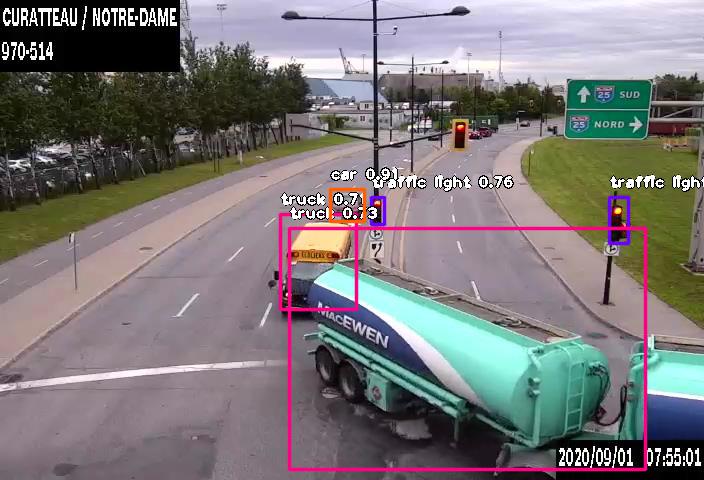 CURATTEAU / NOTRE-DAME
970-514
25 SUD
25 NORD
car 0.91
traffic light 0.76
traffic light
truck 0.71
truck 0.73
ECOLIERS
MACEWEN
2020/09/01 07:55:01